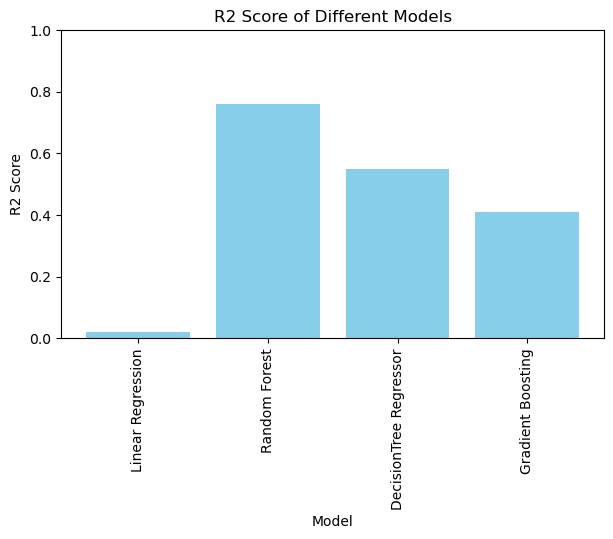 R2 Score of Different Models
R2 Score
1.0
0.8
0.6
0.4
0.2
0.0
Linear Regression
Random Forest
DecisionTree Regressor
Gradient Boosting
Model